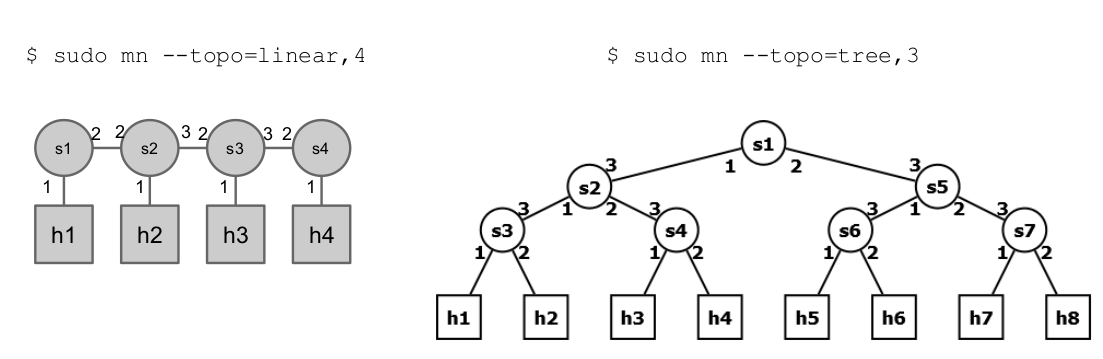 $ sudo mn --topo=linear,4
s1 2 2 s2 3 2 s3 3 2 s4
1 1 1 1
h1 h2 h3 h4
$ sudo mn --topo=tree,3
s1
1 2
3 3
s2 s5
1 2 1 2
3 3 3 3
s3 s4 s6 s7
1 2 1 2 1 2 1 2
h1 h2 h3 h4 h5 h6 h7 h8